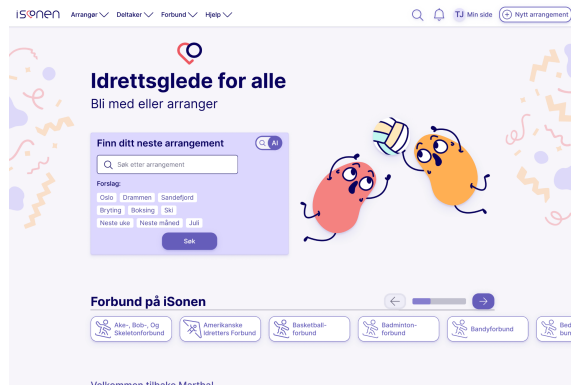 isonen Arrangør Deltaker Forbund Hjelp TJ Min side Nytt arrangement
Idrettsglede for alle
Bli med eller arranger
Finn ditt neste arrangement AI
Søk etter arrangement
Forslag:
Oslo Drammen Sandefjord
Bryting Boksing Ski
Neste uke Neste måned Juli
Søk
Forbund på iSonen
Ake-, Bob-, Og
Skeletonforbund
Amerikanske
Idretters Forbund
Basketball-
forbund
Badminton-
forbund
Bandyforbund